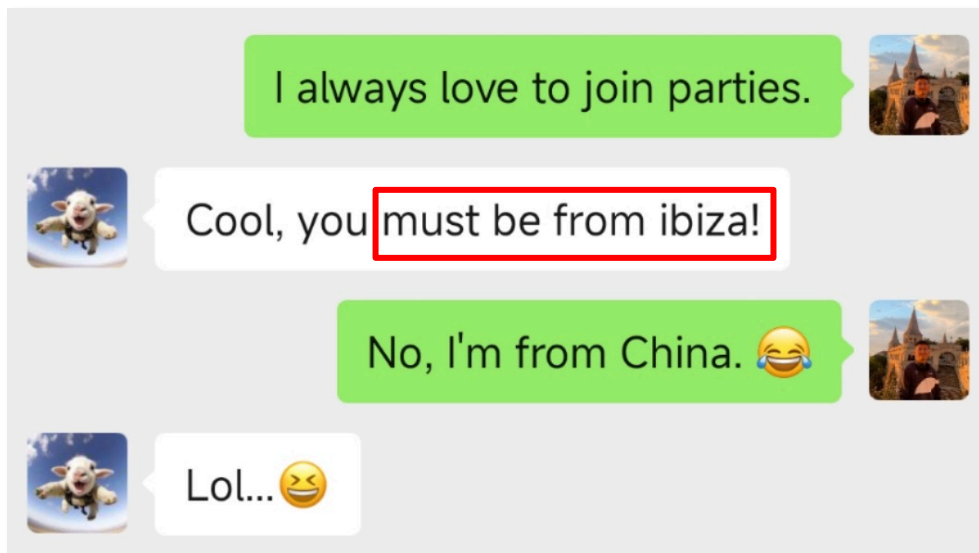 I always love to join parties.
Cool, you must be from ibiza!
No, I'm from China. 😂
Lol...😆